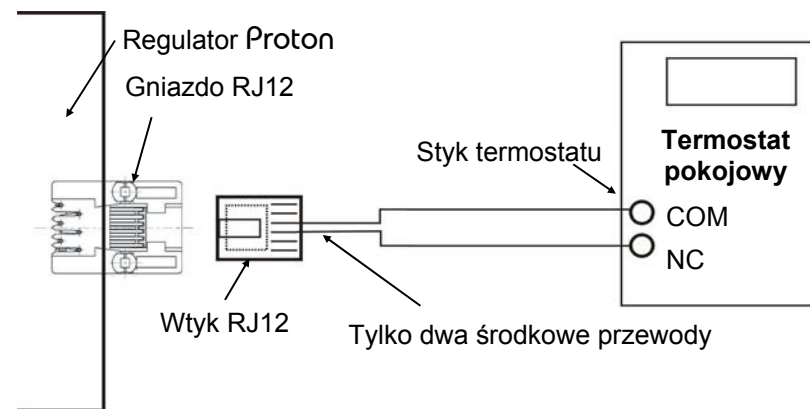 Regulator Proton
Gniazdo RJ12
Styk termostatu
Termostat
pokojowy
COM
NC
Wtyk RJ12
Tylko dwa środkowe przewody